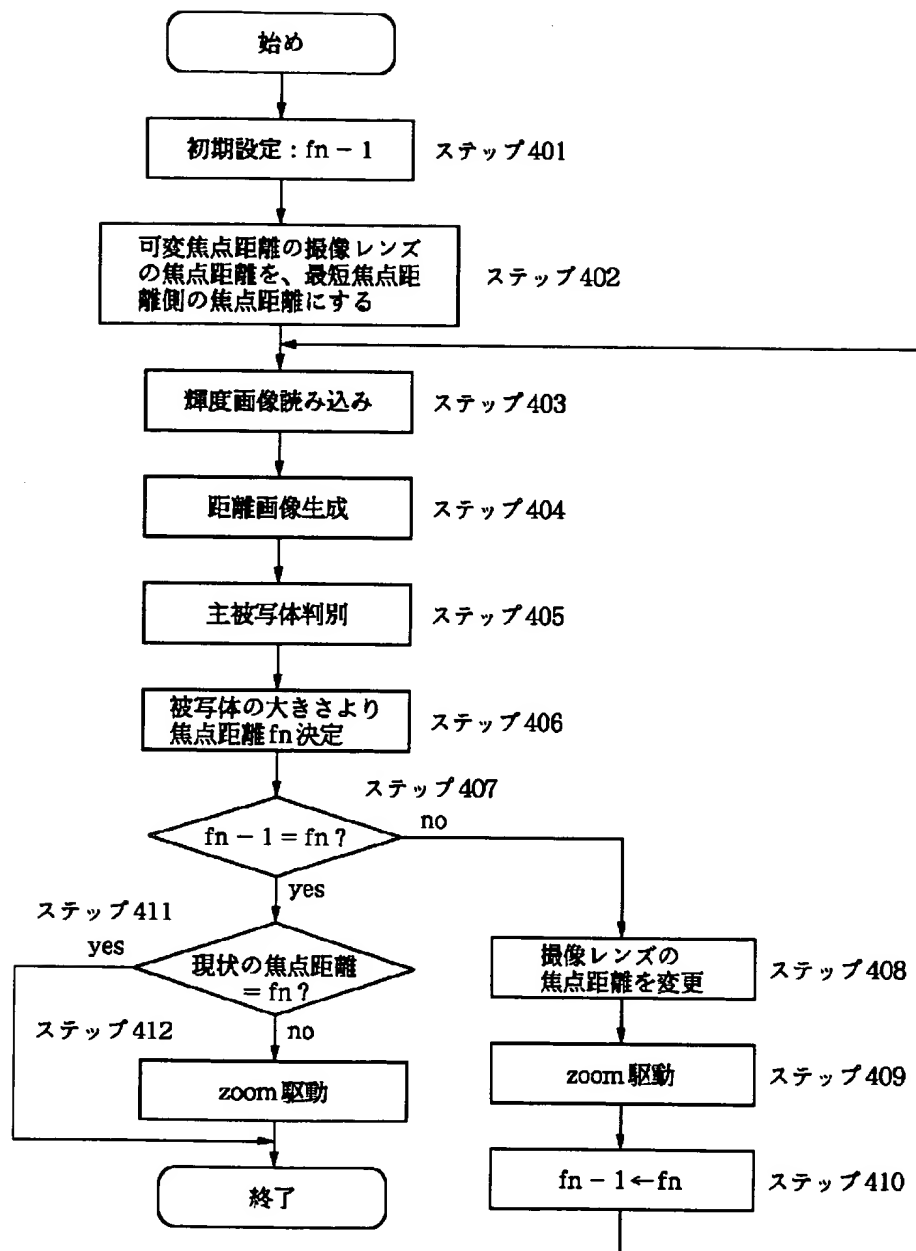 始め
初期設定：fn－1
ステップ401
可変焦点距離の撮像レンズ
の焦点距離を、最短焦点距
離側の焦点距離にする
ステップ402
輝度画像読み込み
ステップ403
距離画像生成
ステップ404
主被写体判別
ステップ405
被写体の大きさより
焦点距離fn決定
ステップ406
ステップ407
fn－1＝fn？
no
yes
ステップ411
yes
現状の焦点距離
＝fn？
撮像レンズの
焦点距離を変更
ステップ408
ステップ412
no
zoom駆動
zoom駆動
ステップ409
終了
fn－1←fn
ステップ410